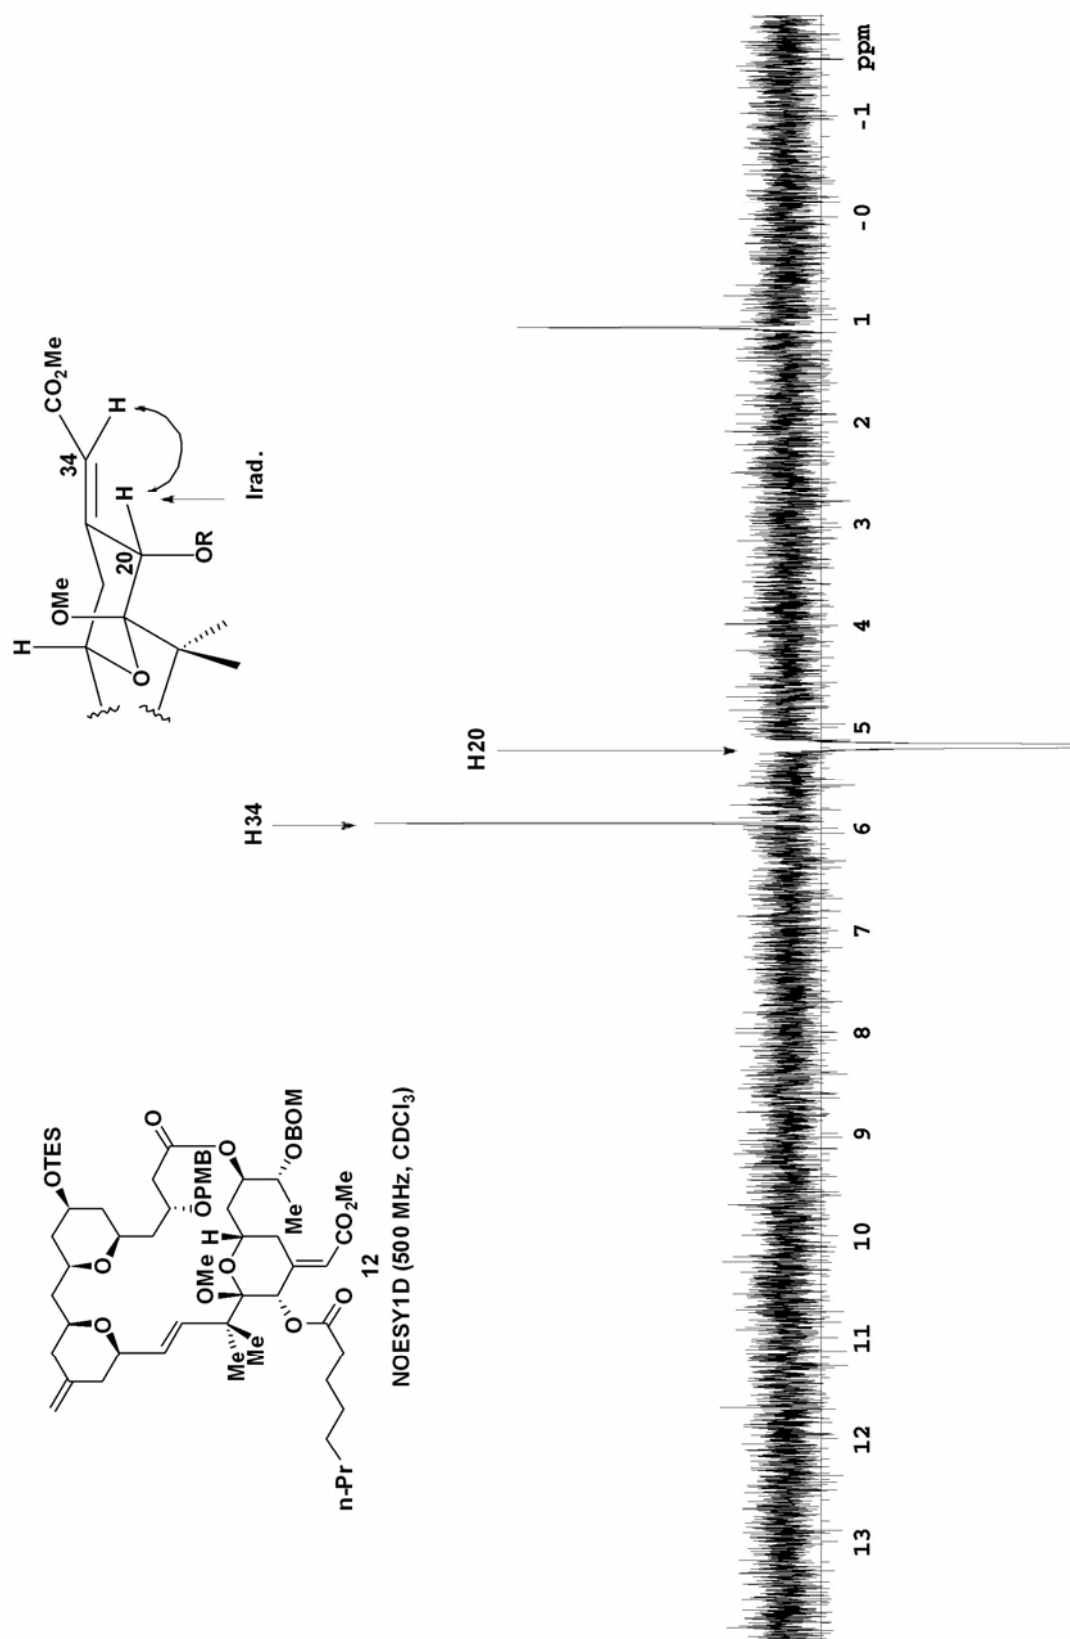 OTES
O
O
OPMB
O
O
O
OBOM
Me
H
OMe
O
Me
Me
CO2Me
O
O
n-Pr
12
NOESY1D (500 MHz, CDCl3)
H
OMe
O
20
OR
34
CO2Me
H
H
Irad.
H34
H20
13 12 11 10 9 8 7 6 5 4 3 2 1 -0 -1 ppm